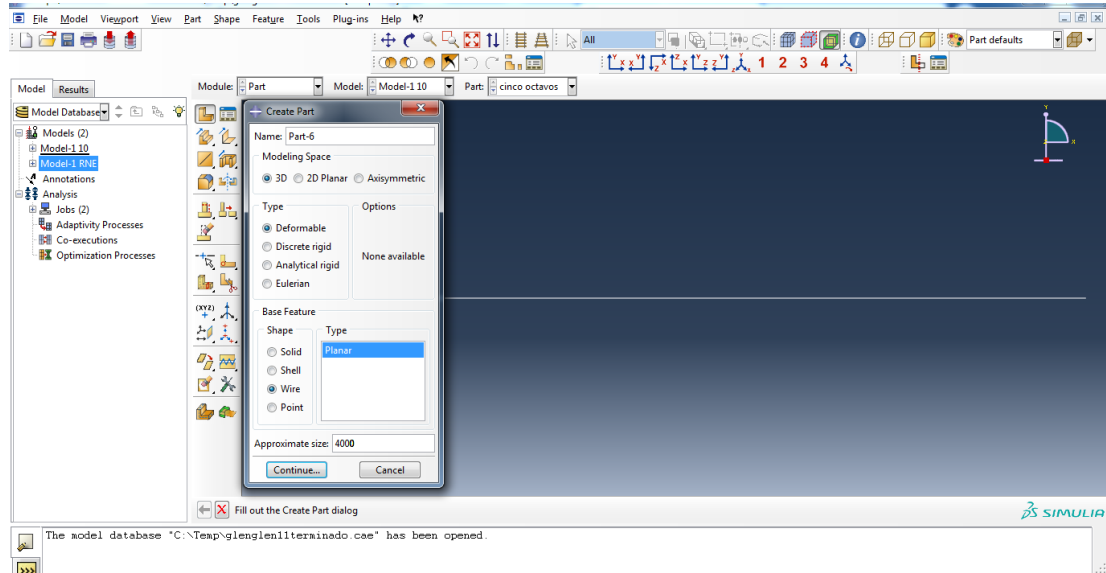 File Model Viewport View Part Shape Feature Tools Plug-ins Help
All
Part defaults
1 2 3 4
Model Results
Module: Part Model: Model-1 10 Part: cinco octavos
Model Database
Models (2)
Model-1 10
Model-1 RNE
Annotations
Analysis
Jobs (2)
Adaptivity Processes
Co-executions
Optimization Processes
(XYZ)
Create Part
Name: Part-6
Modeling Space
3D 2D Planar Axisymmetric
Type Options
Deformable
Discrete rigid
Analytical rigid
Eulerian
None available
Base Feature
Shape Type
Solid
Shell
Wire
Point
Planar
Approximate size: 4000
Continue... Cancel
Y
X
Fill out the Create Part dialog
SIMULIA
The model database "C:\Temp\glenglen11terminado.cae" has been opened.
>>>